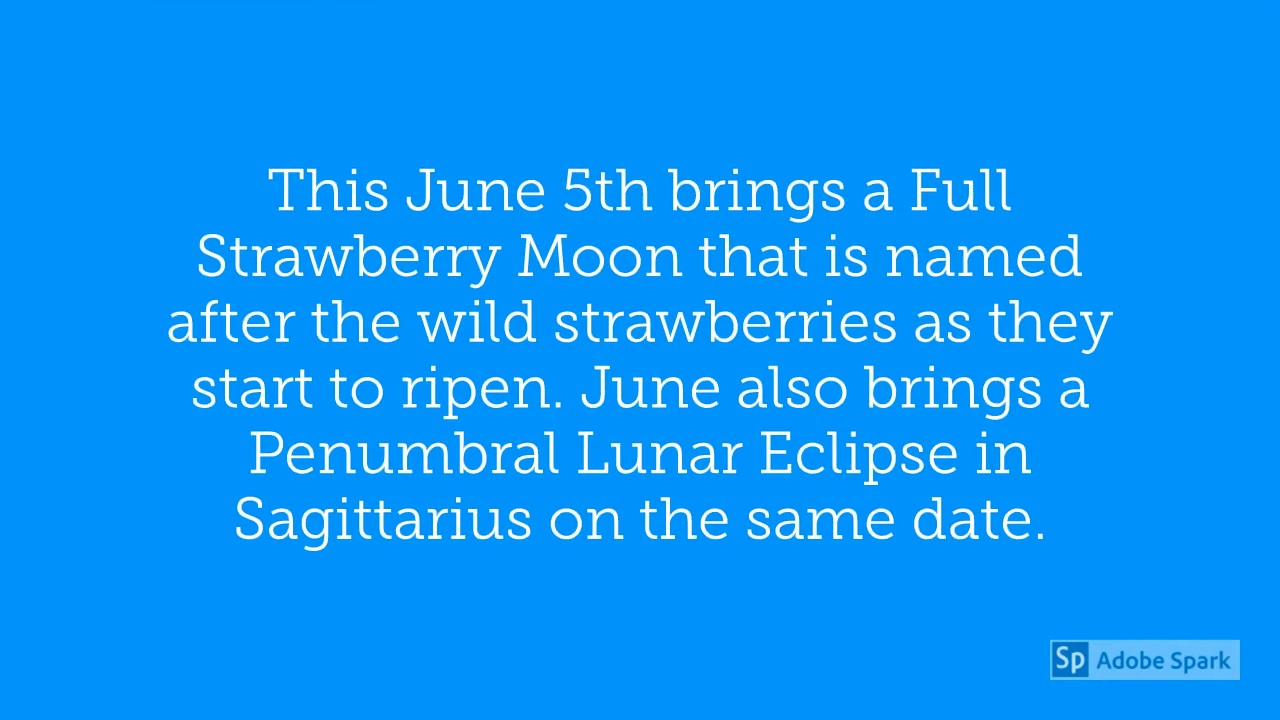 This June 5th brings a Full
Strawberry Moon that is named
after the wild strawberries as they
start to ripen. June also brings a
Penumbral Lunar Eclipse in
Sagittarius on the same date.
Sp Adobe Spark